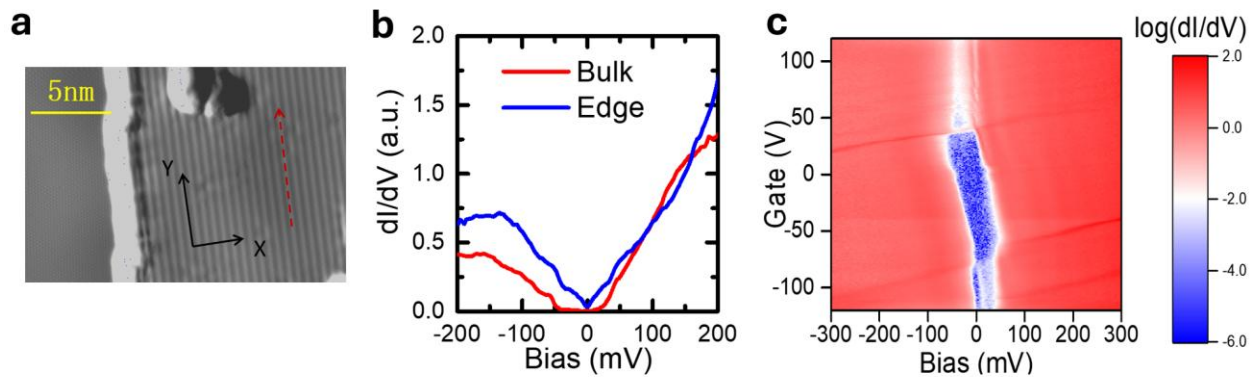 a
5nm
Y
X
b
2.0
1.5
1.0
0.5
0.0
dI/dV (a.u.)
Bulk
Edge
-200 -100 0 100 200
Bias (mV)
c
100
50
0
-50
-100
Gate (V)
-300 -200 -100 0 100 200 300
Bias (mV)
log(dI/dV)
2.0
0.0
-2.0
-4.0
-6.0